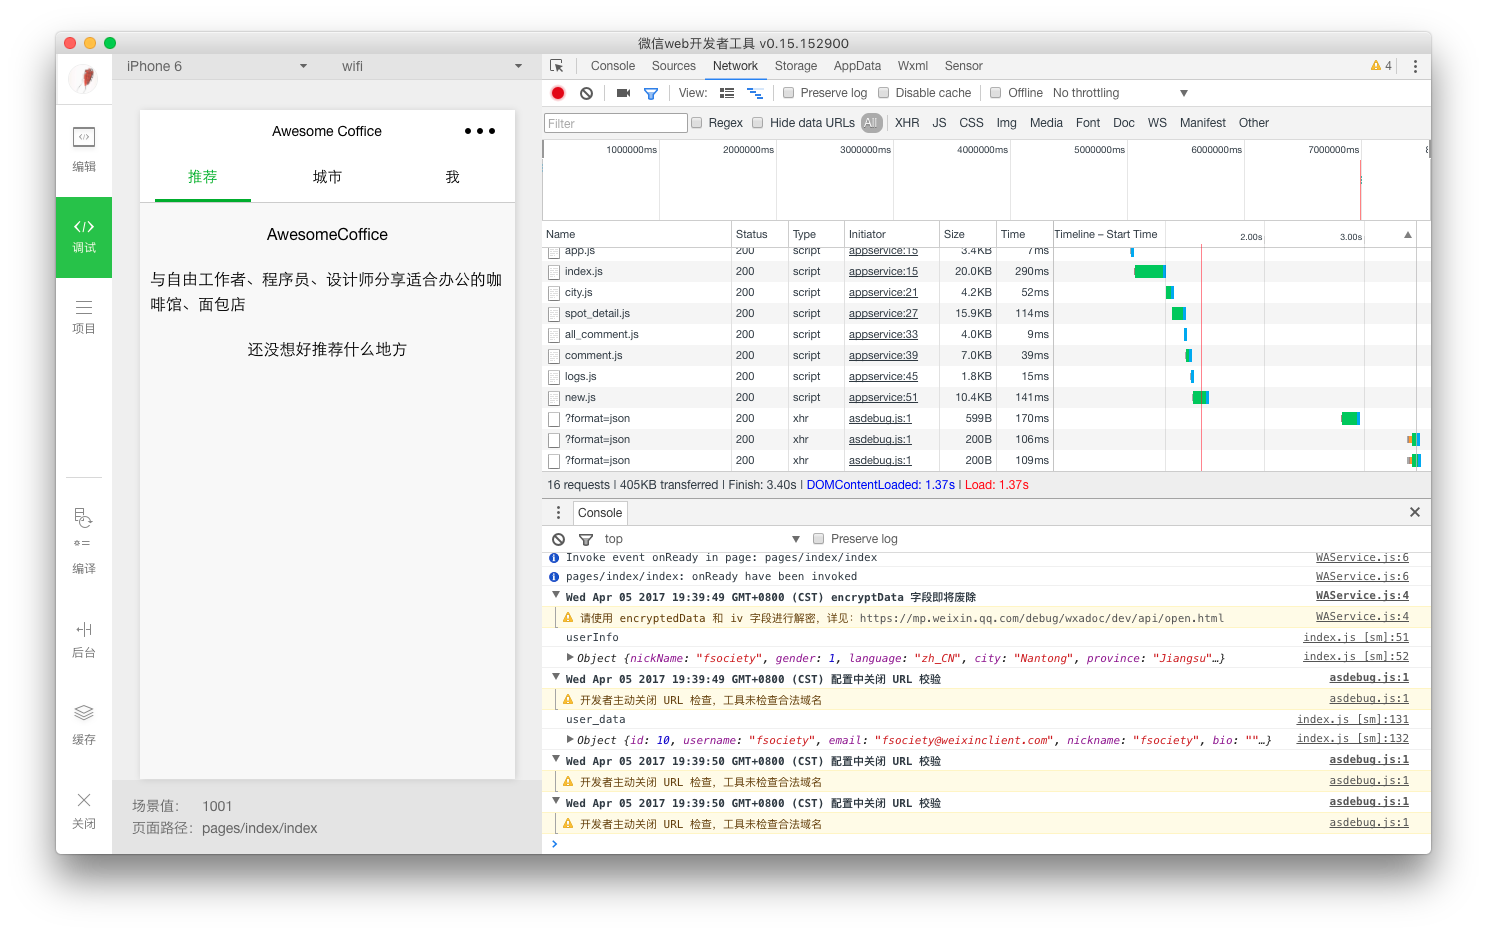 微信web开发者工具 v0.15.152900
iPhone 6
wifi
编辑
调试
项目
编译
后台
缓存
关闭
Awesome Coffice
推荐 城市 我
AwesomeCoffice
与自由工作者、程序员、设计师分享适合办公的咖
啡馆、面包店
还没想好推荐什么地方
场景值： 1001
页面路径： pages/index/index
Console Sources Network Storage AppData Wxml Sensor 4
View: Preserve log Disable cache Offline No throttling
Filter Regex Hide data URLs All XHR JS CSS Img Media Font Doc WS Manifest Other
1000000ms 2000000ms 3000000ms 4000000ms 5000000ms 6000000ms 7000000ms
Name Status Type Initiator Size Time Timeline – Start Time 2.00s 3.00s
app.js 200 script appservice:15 3.4KB 7ms
index.js 200 script appservice:15 20.0KB 290ms
city.js 200 script appservice:21 4.2KB 52ms
spot_detail.js 200 script appservice:27 15.9KB 114ms
all_comment.js 200 script appservice:33 4.0KB 9ms
comment.js 200 script appservice:39 7.0KB 39ms
logs.js 200 script appservice:45 1.8KB 15ms
new.js 200 script appservice:51 10.4KB 141ms
?format=json 200 xhr asdebug.js:1 599B 170ms
?format=json 200 xhr asdebug.js:1 200B 106ms
?format=json 200 xhr asdebug.js:1 200B 109ms
16 requests | 405KB transferred | Finish: 3.40s | DOMContentLoaded: 1.37s | Load: 1.37s
Console
top Preserve log
Invoke event onReady in page: pages/index/index WAService.js:6
pages/index/index: onReady have been invoked WAService.js:6
Wed Apr 05 2017 19:39:49 GMT+0800 (CST) encryptData 字段即将废除 WAService.js:4
请使用 encryptedData 和 iv 字段进行解密，详见：https://mp.weixin.qq.com/debug/wxadoc/dev/api/open.html WAService.js:4
userInfo index.js [sm]:51
Object {nickName: "fsociety", gender: 1, language: "zh_CN", city: "Nantong", province: "Jiangsu"…} index.js [sm]:52
Wed Apr 05 2017 19:39:49 GMT+0800 (CST) 配置中关闭 URL 校验 asdebug.js:1
开发者主动关闭 URL 检查，工具未检查合法域名 asdebug.js:1
user_data index.js [sm]:131
Object {id: 10, username: "fsociety", email: "fsociety@weixinclient.com", nickname: "fsociety", bio: ""…} index.js [sm]:132
Wed Apr 05 2017 19:39:50 GMT+0800 (CST) 配置中关闭 URL 校验 asdebug.js:1
开发者主动关闭 URL 检查，工具未检查合法域名 asdebug.js:1
Wed Apr 05 2017 19:39:50 GMT+0800 (CST) 配置中关闭 URL 校验 asdebug.js:1
开发者主动关闭 URL 检查，工具未检查合法域名 asdebug.js:1